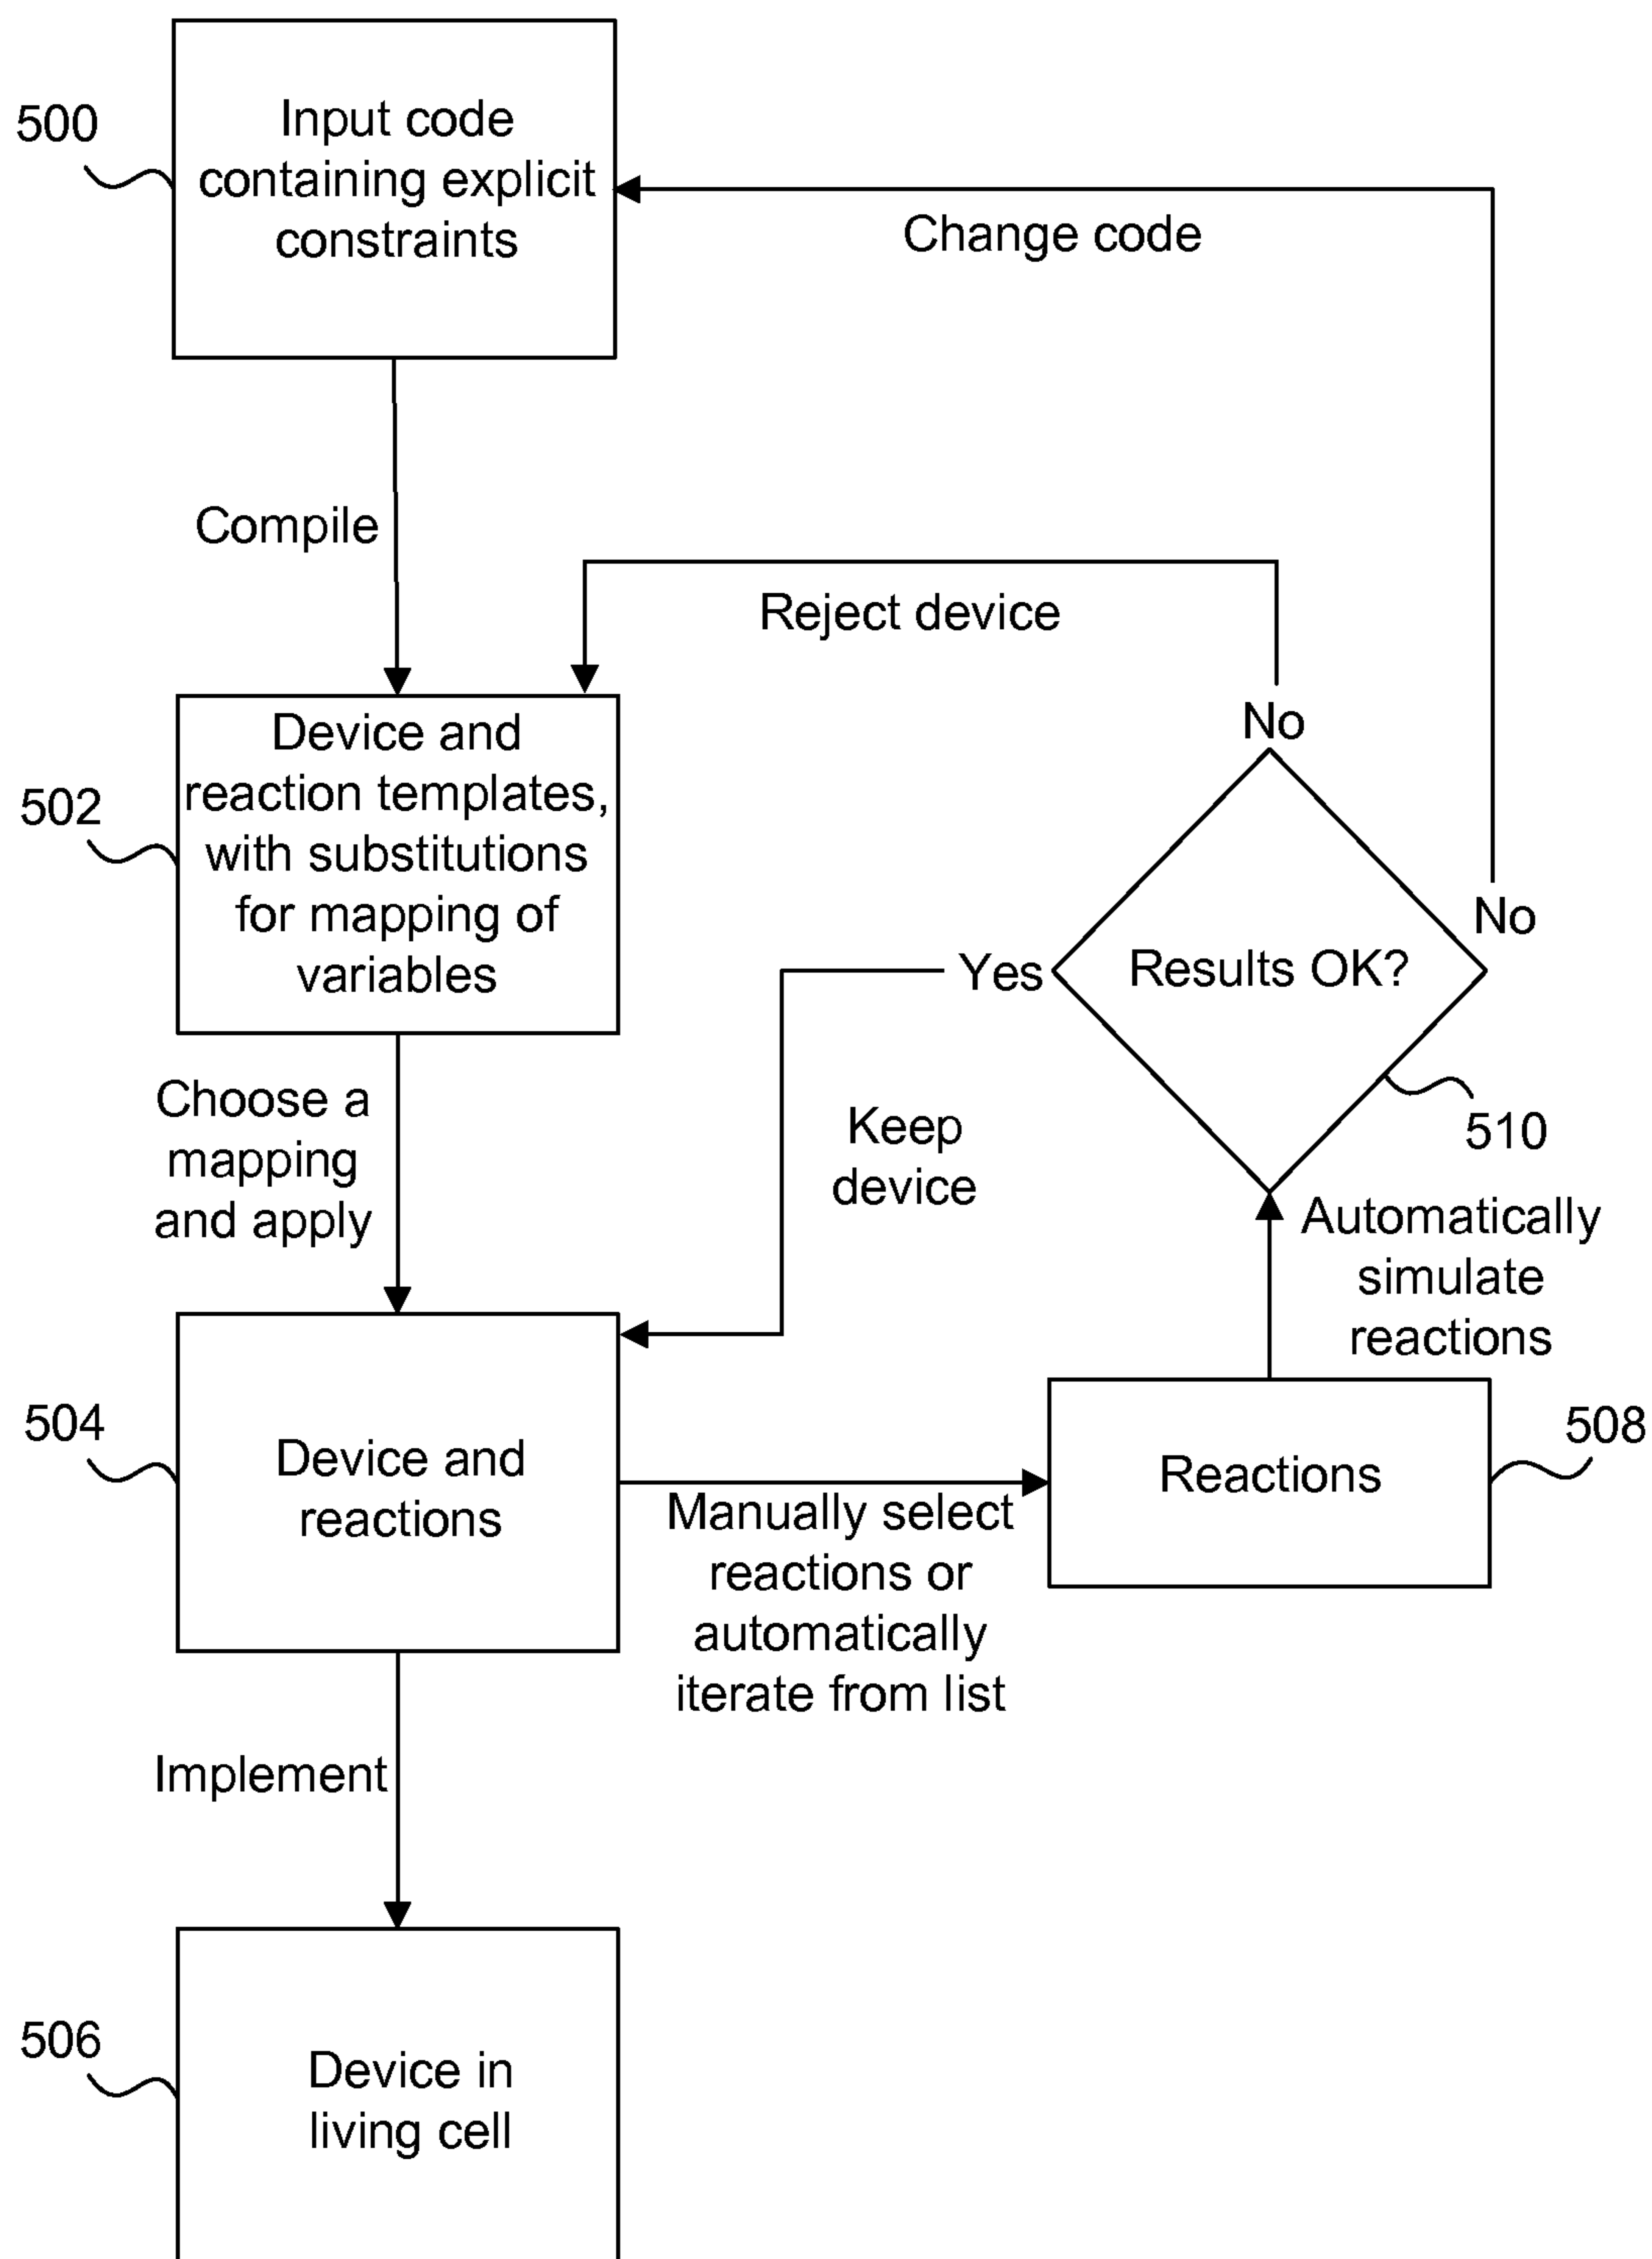 500
Input code
containing explicit
constraints
Change code
Compile
Reject device
502
Device and
reaction templates,
with substitutions
for mapping of
variables
No
No
Yes
Results OK?
510
Choose a
mapping
and apply
Keep
device
Automatically
simulate
reactions
504
Device and
reactions
508
Reactions
Manually select
reactions or
automatically
iterate from list
Implement
506
Device in
living cell